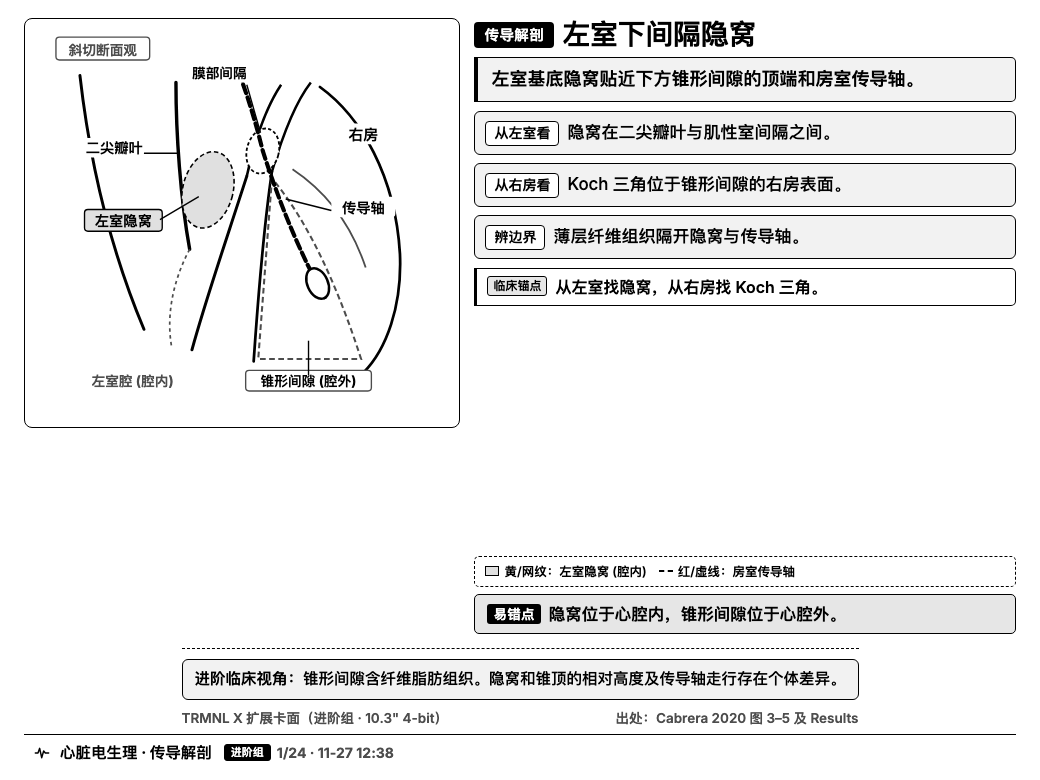 斜切断面观
膜部间隔
右房
二尖瓣叶
传导轴
左室隐窝
左室腔 (腔内)
锥形间隙 (腔外)
传导解剖 左室下间隔隐窝
左室基底隐窝贴近下方锥形间隙的顶端和房室传导轴。
从左室看 隐窝在二尖瓣叶与肌性室间隔之间。
从右房看 Koch 三角位于锥形间隙的右房表面。
辨边界 薄层纤维组织隔开隐窝与传导轴。
临床锚点 从左室找隐窝，从右房找 Koch 三角。
黄/网纹：左室隐窝 (腔内) 红/虚线：房室传导轴
易错点 隐窝位于心腔内，锥形间隙位于心腔外。
进阶临床视角：锥形间隙含纤维脂肪组织。隐窝和锥顶的相对高度及传导轴走行存在个体差异。
TRMNL X 扩展卡面（进阶组 · 10.3" 4-bit） 出处：Cabrera 2020 图 3–5 及 Results
心脏电生理 · 传导解剖 进阶组 1/24 · 11-27 12:38